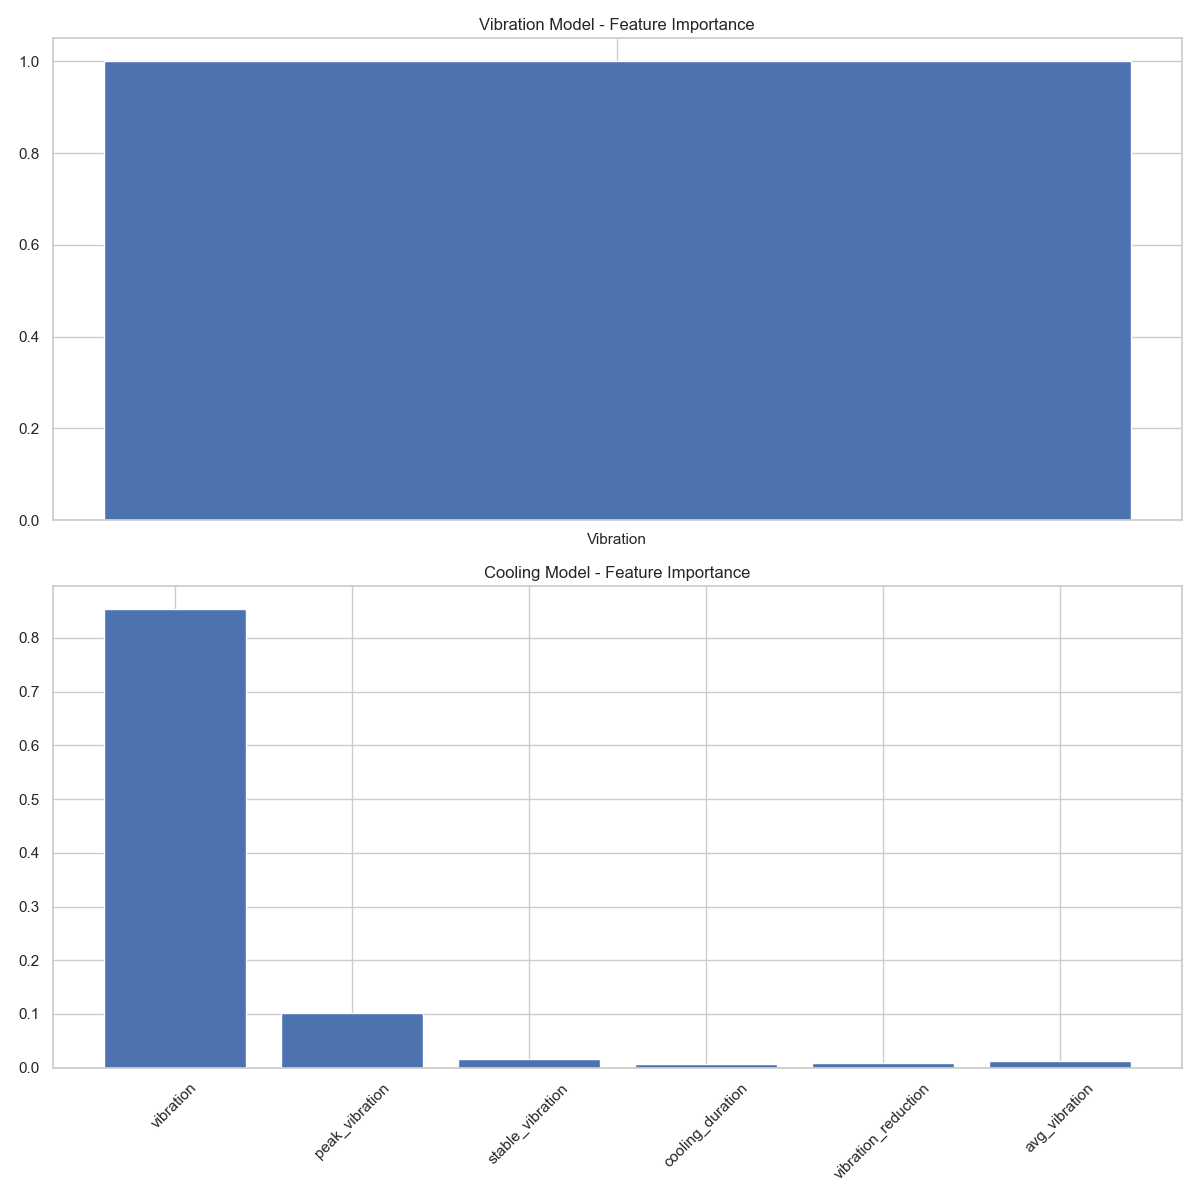 Vibration Model - Feature Importance
1.0
0.8
0.6
0.4
0.2
0.0
Vibration
Cooling Model - Feature Importance
0.8
0.7
0.6
0.5
0.4
0.3
0.2
0.1
0.0
vibration
peak_vibration
stable_vibration
cooling_duration
vibration_reduction
avg_vibration